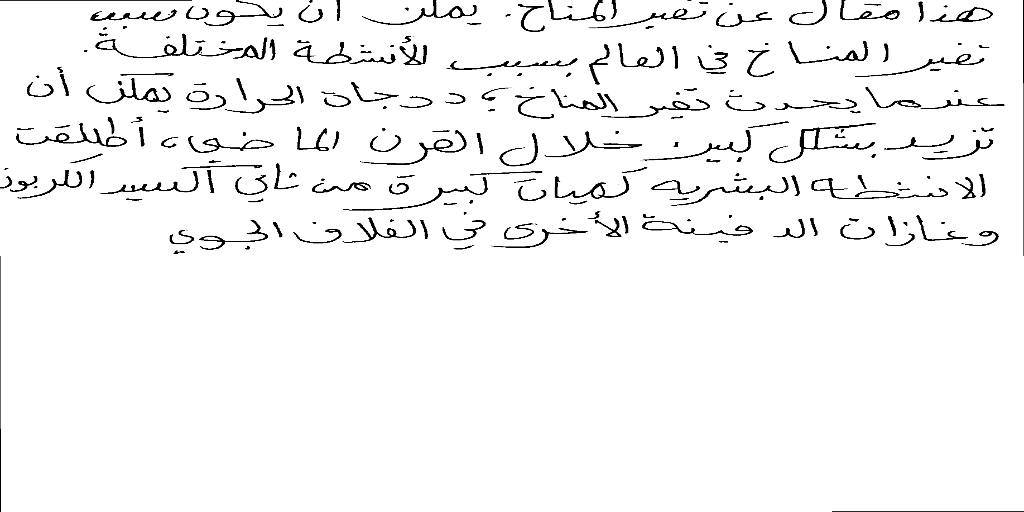 هذا مقال عن تغير المناخ. يمكن أن يكون سبب
تغير المناخ في العالم بسبب الأنشطة المختلفة.
عندما يحدث تغير المناخ؛ درجات الحرارة يمكن أن
تزيد بشكل كبير خلال القرن الماضي، أطلقت
الانشطه البشريه كميات كبيرة من ثاني أكسيد الكربون
وغازات الدفيئة الأخرى في الغلاف الجوي